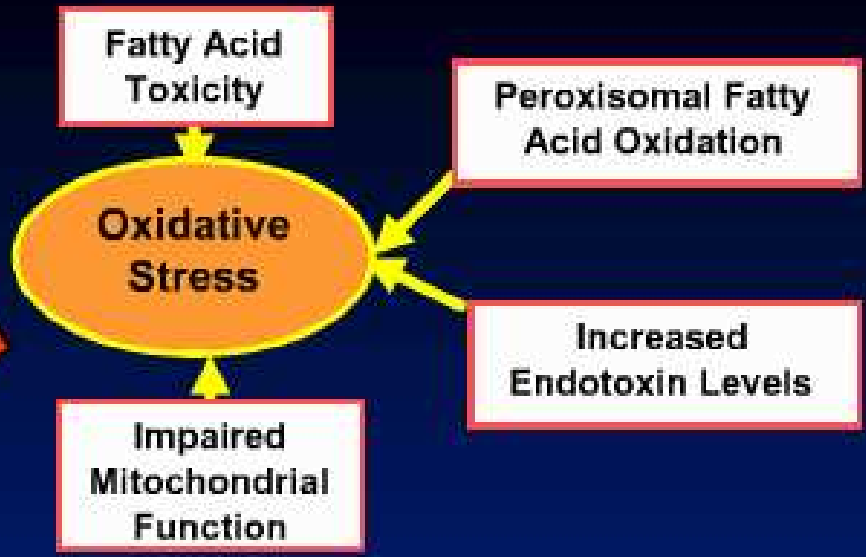 Fatty Acid
Toxicity
Peroxisomal Fatty
Acid Oxidation
Oxidative
Stress
Increased
Endotoxin Levels
Impaired
Mitochondrial
Function